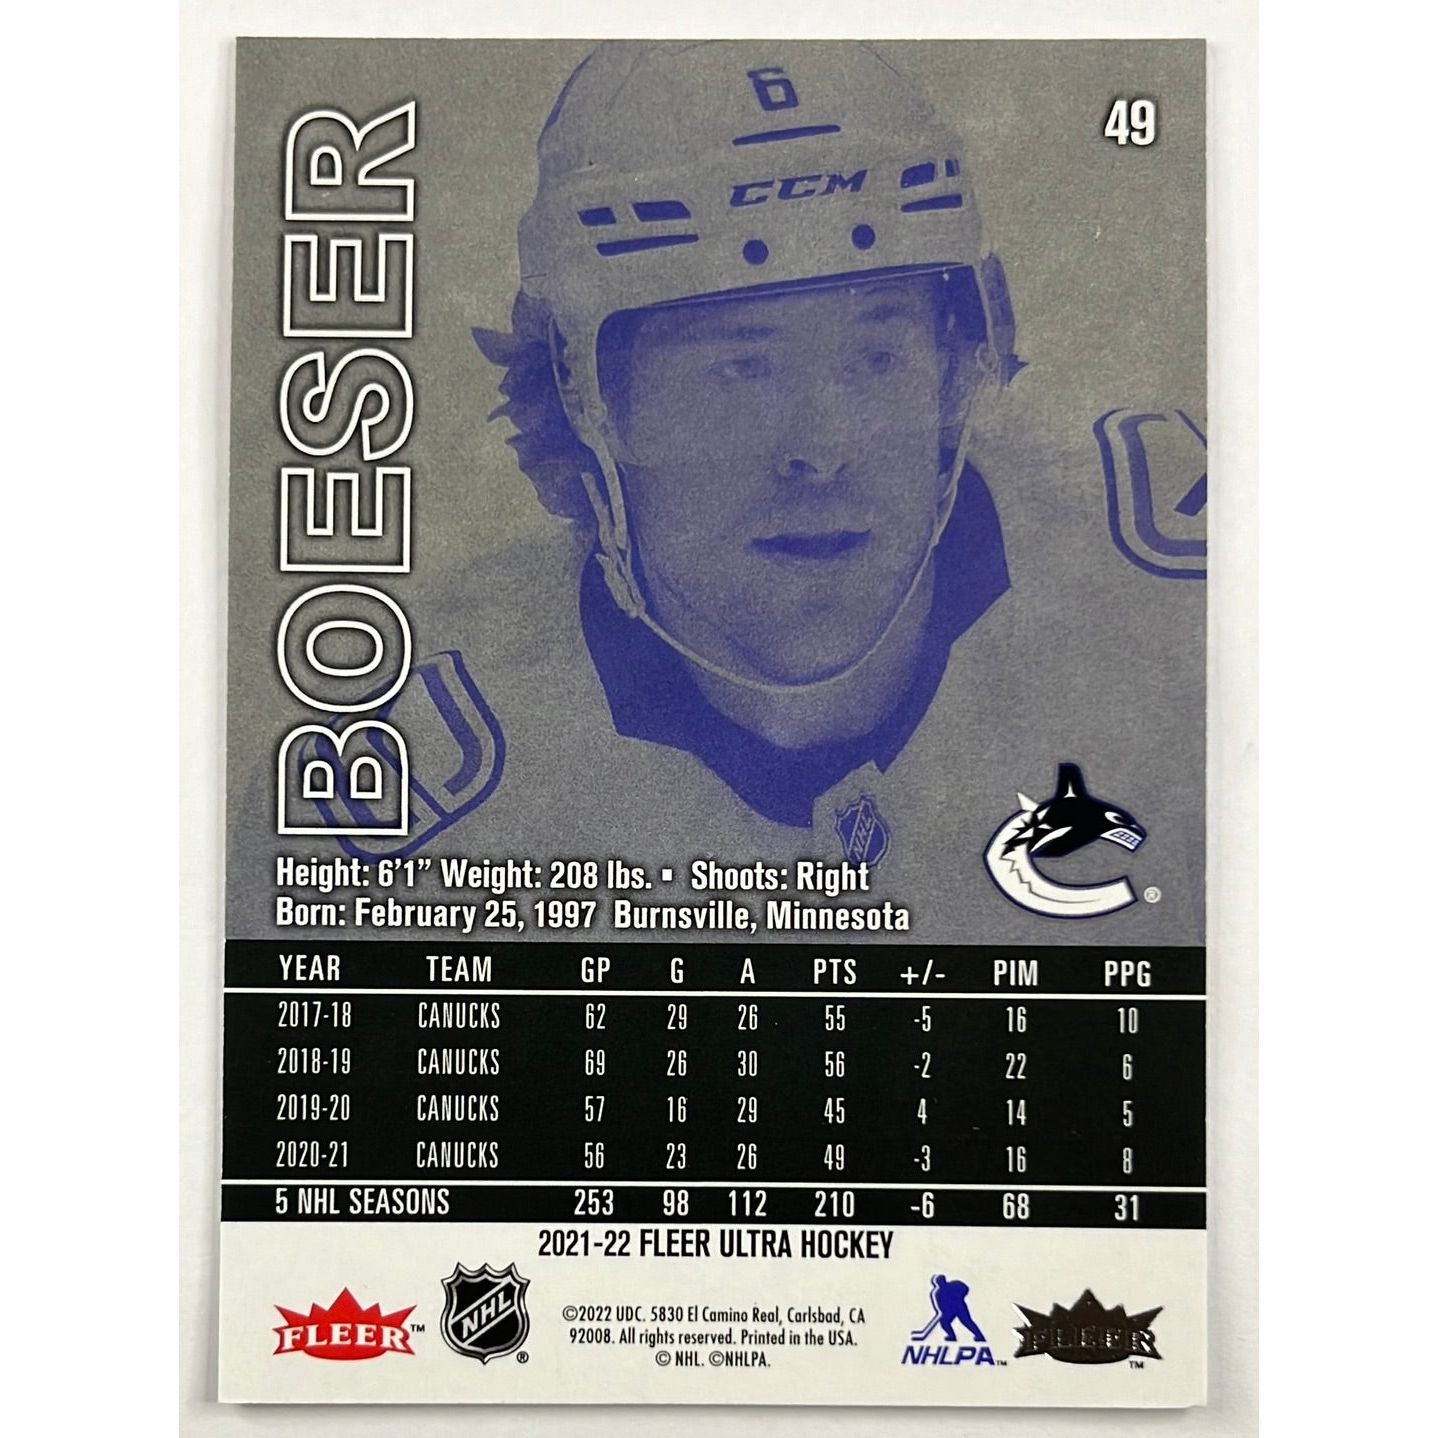 6
CCM
49
BOESER
NHL
Height: 6'1” Weight: 208 lbs. ▪ Shoots: Right
Born: February 25, 1997 Burnsville, Minnesota
®
YEAR TEAM GP G A PTS +/- PIM PPG
2017-18 CANUCKS 62 29 26 55 -5 16 10
2018-19 CANUCKS 69 26 30 56 -2 22 6
2019-20 CANUCKS 57 16 29 45 4 14 5
2020-21 CANUCKS 56 23 26 49 -3 16 8
5 NHL SEASONS 253 98 112 210 -6 68 31
2021-22 FLEER ULTRA HOCKEY
FLEER™
NHL®
©2022 UDC. 5830 El Camino Real, Carlsbad, CA
92008. All rights reserved. Printed in the USA.
© NHL. ©NHLPA.
NHLPA™
FLEER™